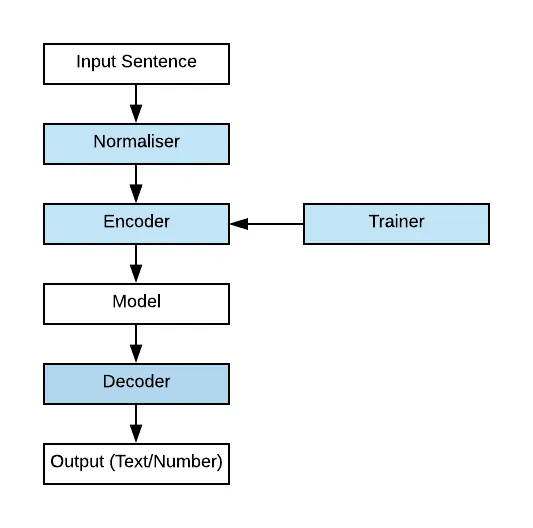 Input Sentence
Normaliser
Encoder
Trainer
Model
Decoder
Output (Text/Number)